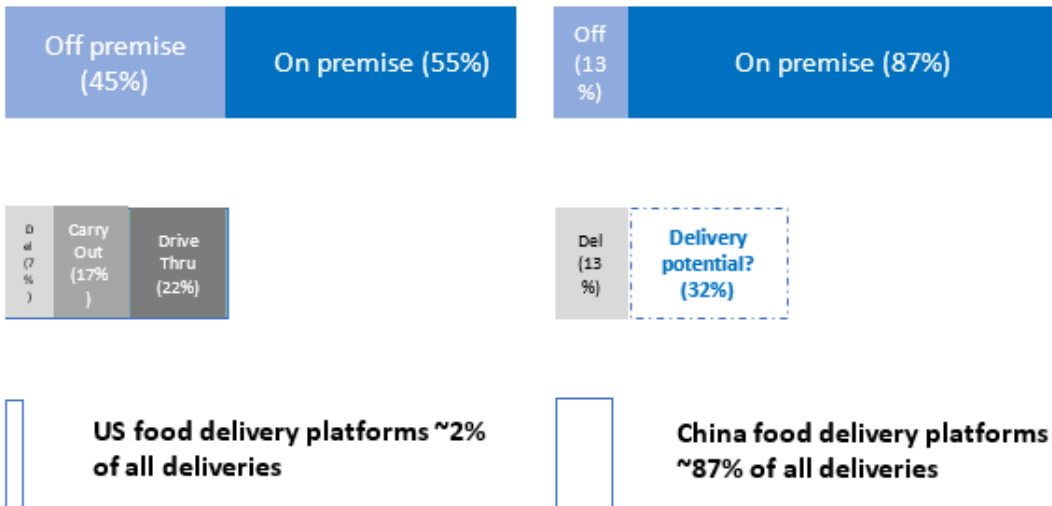 Off premise
(45%)
On premise (55%)
Off
(13
%)
On premise (87%)
D
el
(7
%
)
Carry
Out
(17%
)
Drive
Thru
(22%)
Del
(13
%)
Delivery
potential?
(32%)
US food delivery platforms ~2%
of all deliveries
China food delivery platforms
~87% of all deliveries